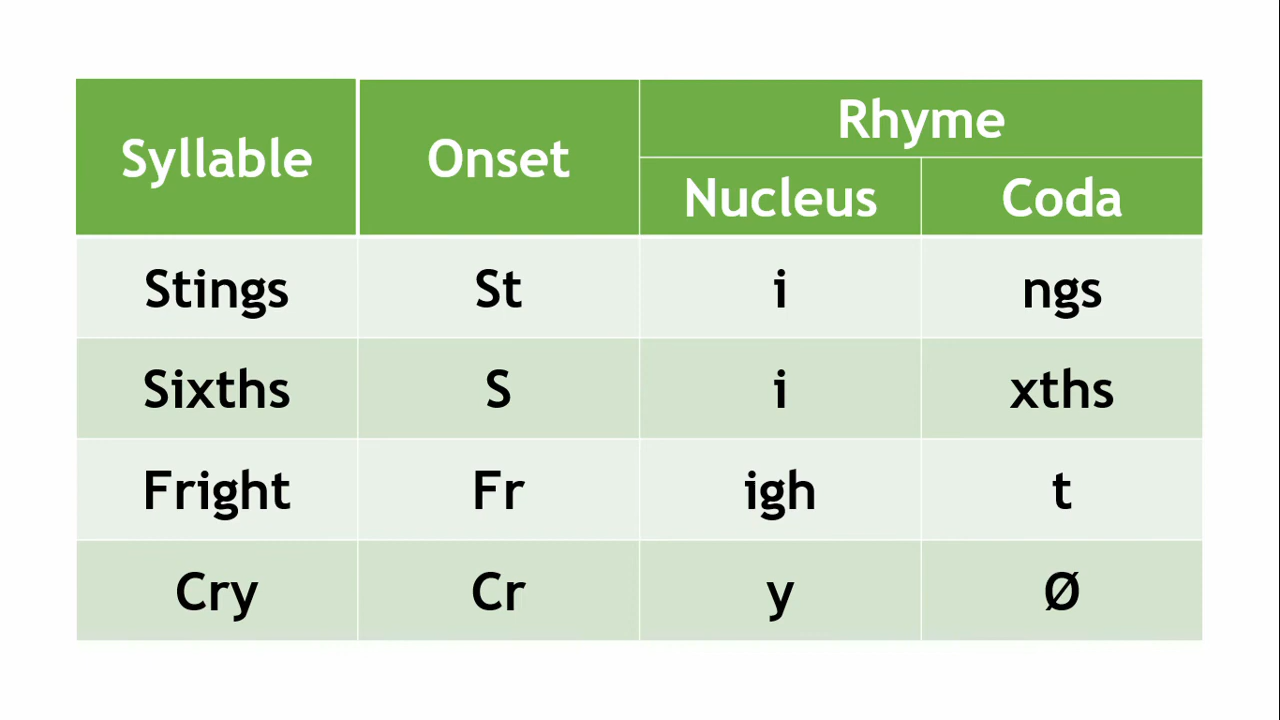 Syllable Onset Rhyme
Nucleus Coda
Stings St i ngs
Sixths S i xths
Fright Fr igh t
Cry Cr y Ø